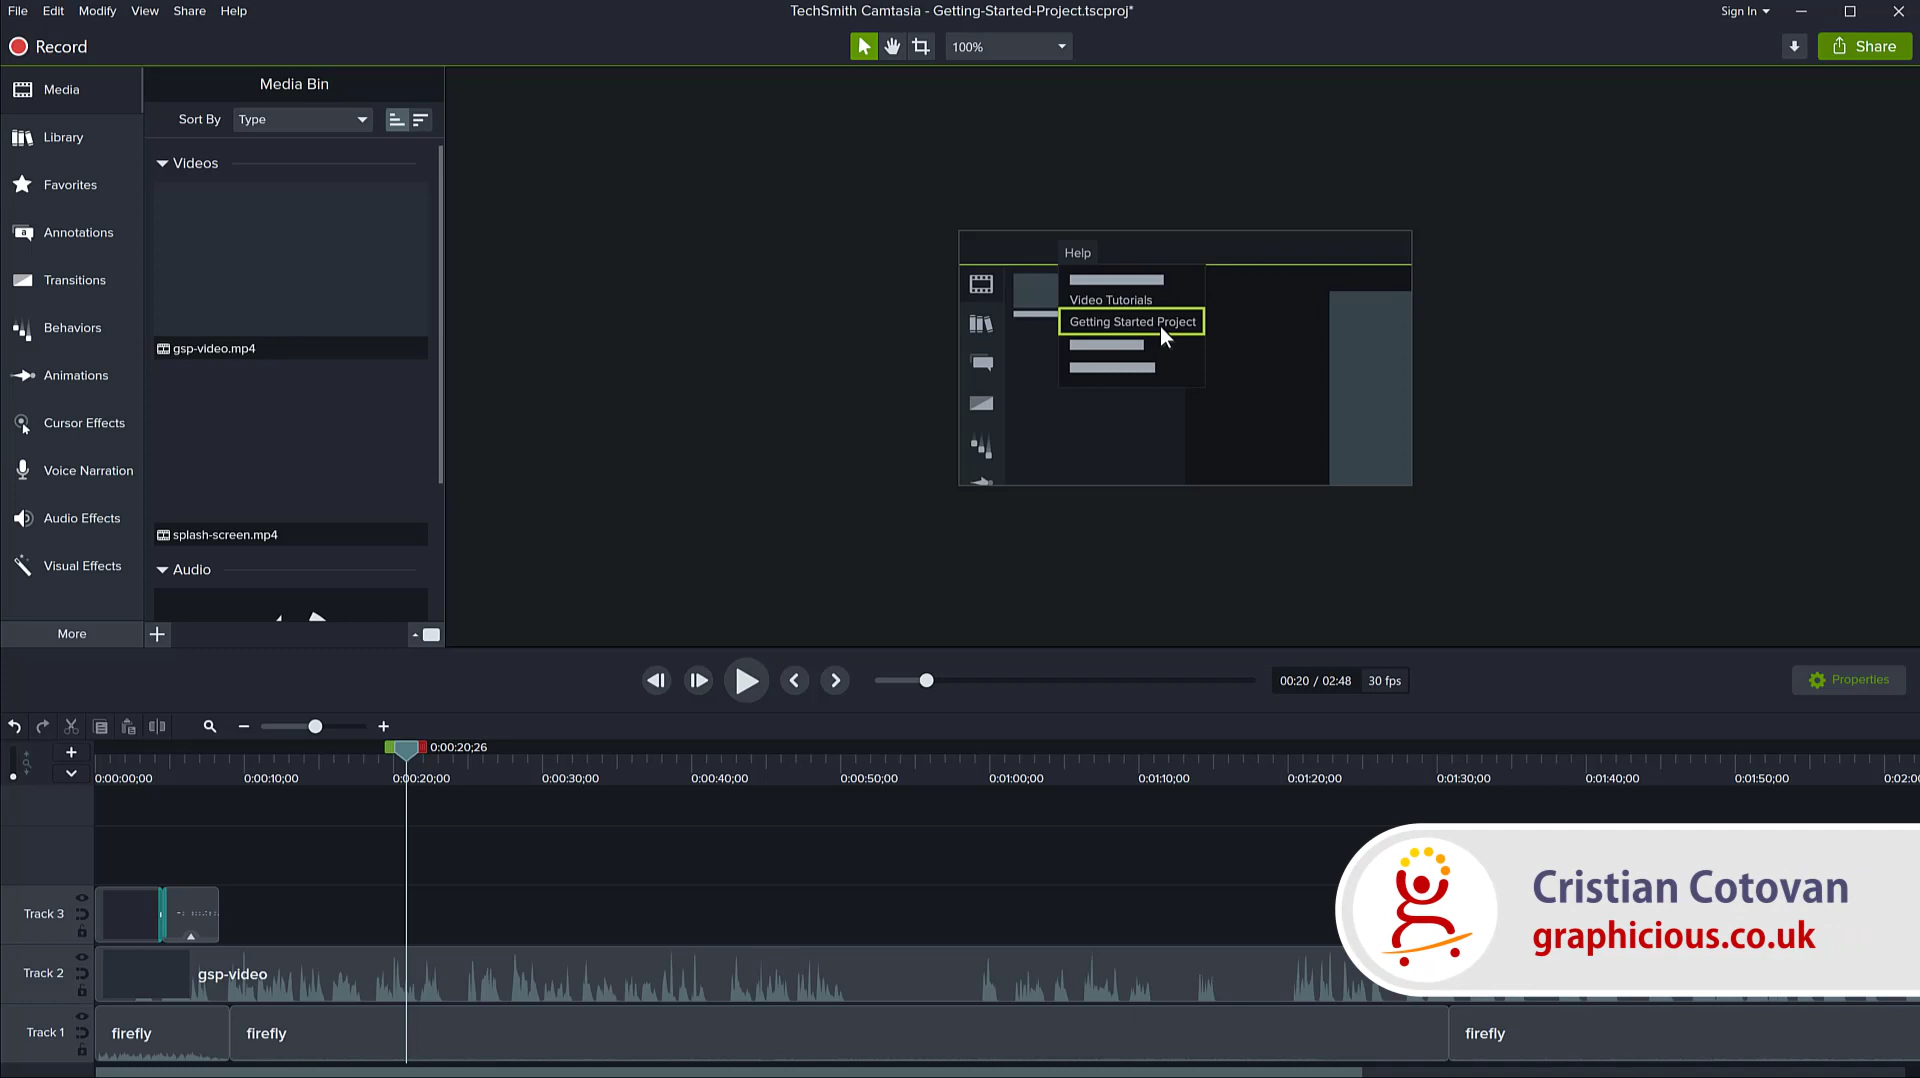 File Edit Modify View Share Help
TechSmith Camtasia - Getting-Started-Project.tscproj*
Sign In
Record
100%
Share
Media
Library
Favorites
Annotations
Transitions
Behaviors
Animations
Cursor Effects
Voice Narration
Audio Effects
Visual Effects
More
Media Bin
Sort By Type
Videos
gsp-video.mp4
splash-screen.mp4
Audio
Help
Video Tutorials
Getting Started Project
00:20 / 02:48 30 fps
Properties
0:00:20;26
0:00:00;00 0:00:10;00 0:00:20;00 0:00:30;00 0:00:40;00 0:00:50;00 0:01:00;00 0:01:10;00 0:01:20;00 0:01:30;00 0:01:40;00 0:01:50;00 0:02:00
Track 3
Track 2 gsp-video
Track 1 firefly firefly firefly
Cristian Cotovan
graphicious.co.uk